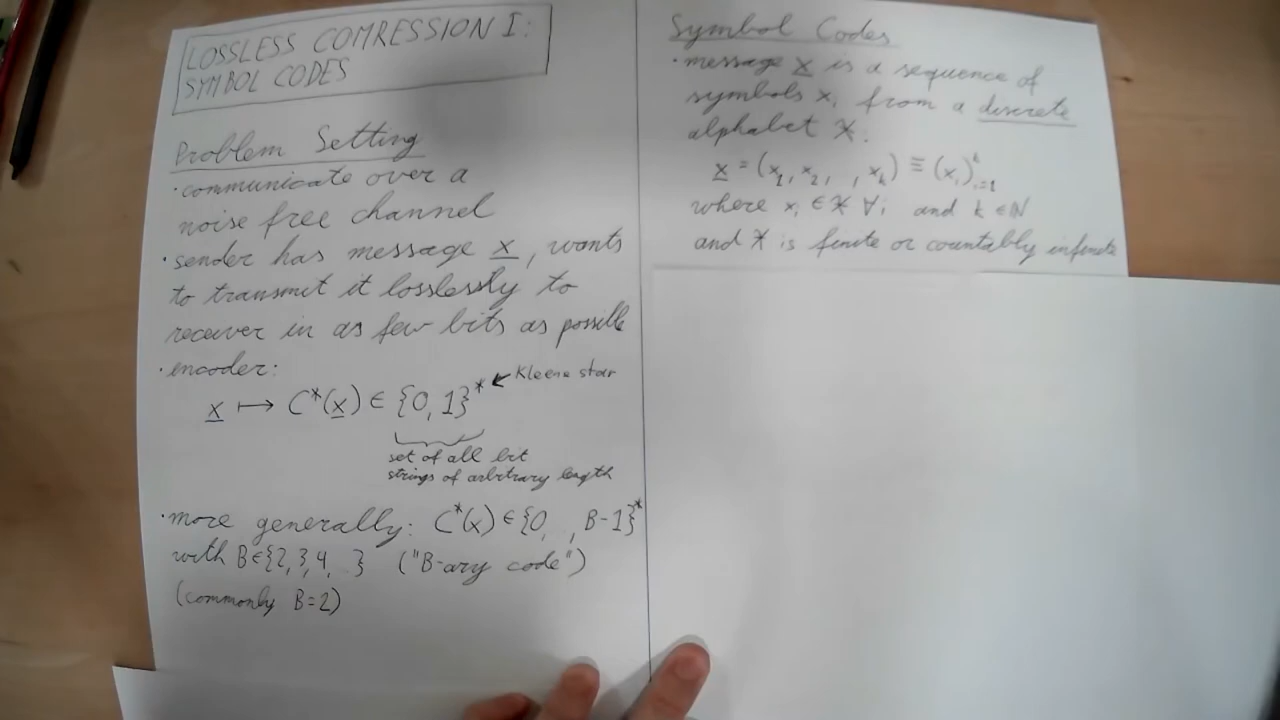 LOSSLESS COMRESSION I:
SYMBOL CODES
Problem Setting
·communicate over a
noise free channel
·sender has message x, wants
to transmit it losslessly to
receiver in as few bits as possible
·encoder:
x ↦ C*(x) ∈ {0,1}* ← Kleene star
set of all bit
strings of arbitrary length
·more generally: C*(x) ∈ {0, , B-1}*
with B∈{2,3,4, } ("B-ary code")
(commonly B=2)
Symbol Codes
·message x is a sequence of
symbols xᵢ from a discrete
alphabet 𝔛.
x = (x₁, x₂, , xₖ) ≡ (xᵢ)ᵏᵢ₌₁
where xᵢ ∈ 𝔛 ∀i and k ∈ ℕ
and 𝔛 is finite or countably infinite